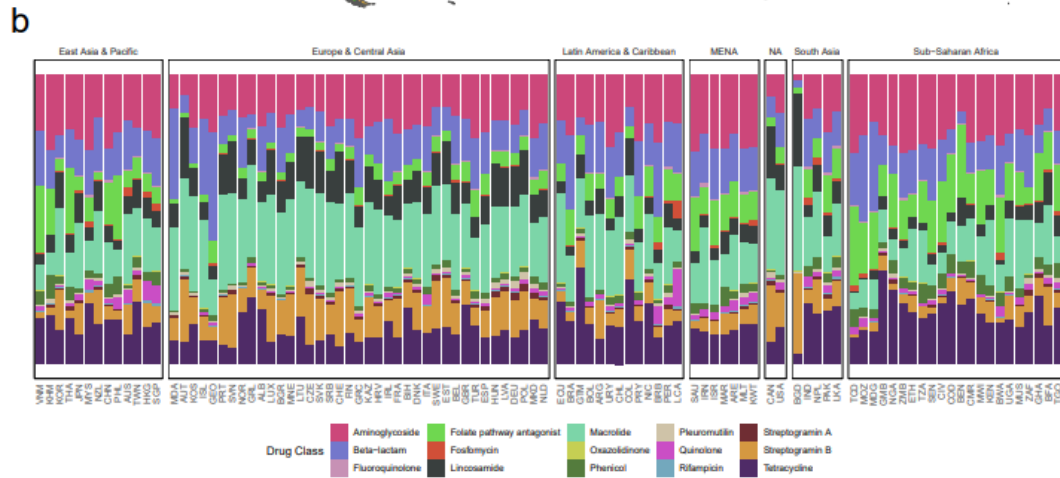 b
East Asia & Pacific
Europe & Central Asia
Latin America & Caribbean
MENA
NA
South Asia
Sub-Saharan Africa
VNM KHM KOR THA JPN MYS NZL CHN PHL AUS TWN HKG SGP
MDA AUT KOS ISL GEO PRT SVN NOR GRL ALB LUX BGR MNE LTU CZE SVK SRB CHE FIN GRC KAZ HRV IRL FRA BIH DNK ITA SWE EST BEL GBR TUR ESP HUN LVA DEU POL MKD NLD
ECU BRA GTM BOL ARG URY CHL COL PRY NIC BRB PER LCA
SAU IRN ISR MAR ARE MLT KWT
CAN USA
BGD IND NPL PAK LKA
TCD MOZ MDG GMB NGA ZMB ETH TZA SEN CIV COD BEN CMR MWI KEN BWA UGA MUS ZAF GHA BFA TGO
Drug Class
Aminoglycoside
Beta-lactam
Fluoroquinolone
Folate pathway antagonist
Fosfomycin
Lincosamide
Macrolide
Oxazolidinone
Phenicol
Pleuromutilin
Quinolone
Rifampicin
Streptogramin A
Streptogramin B
Tetracycline